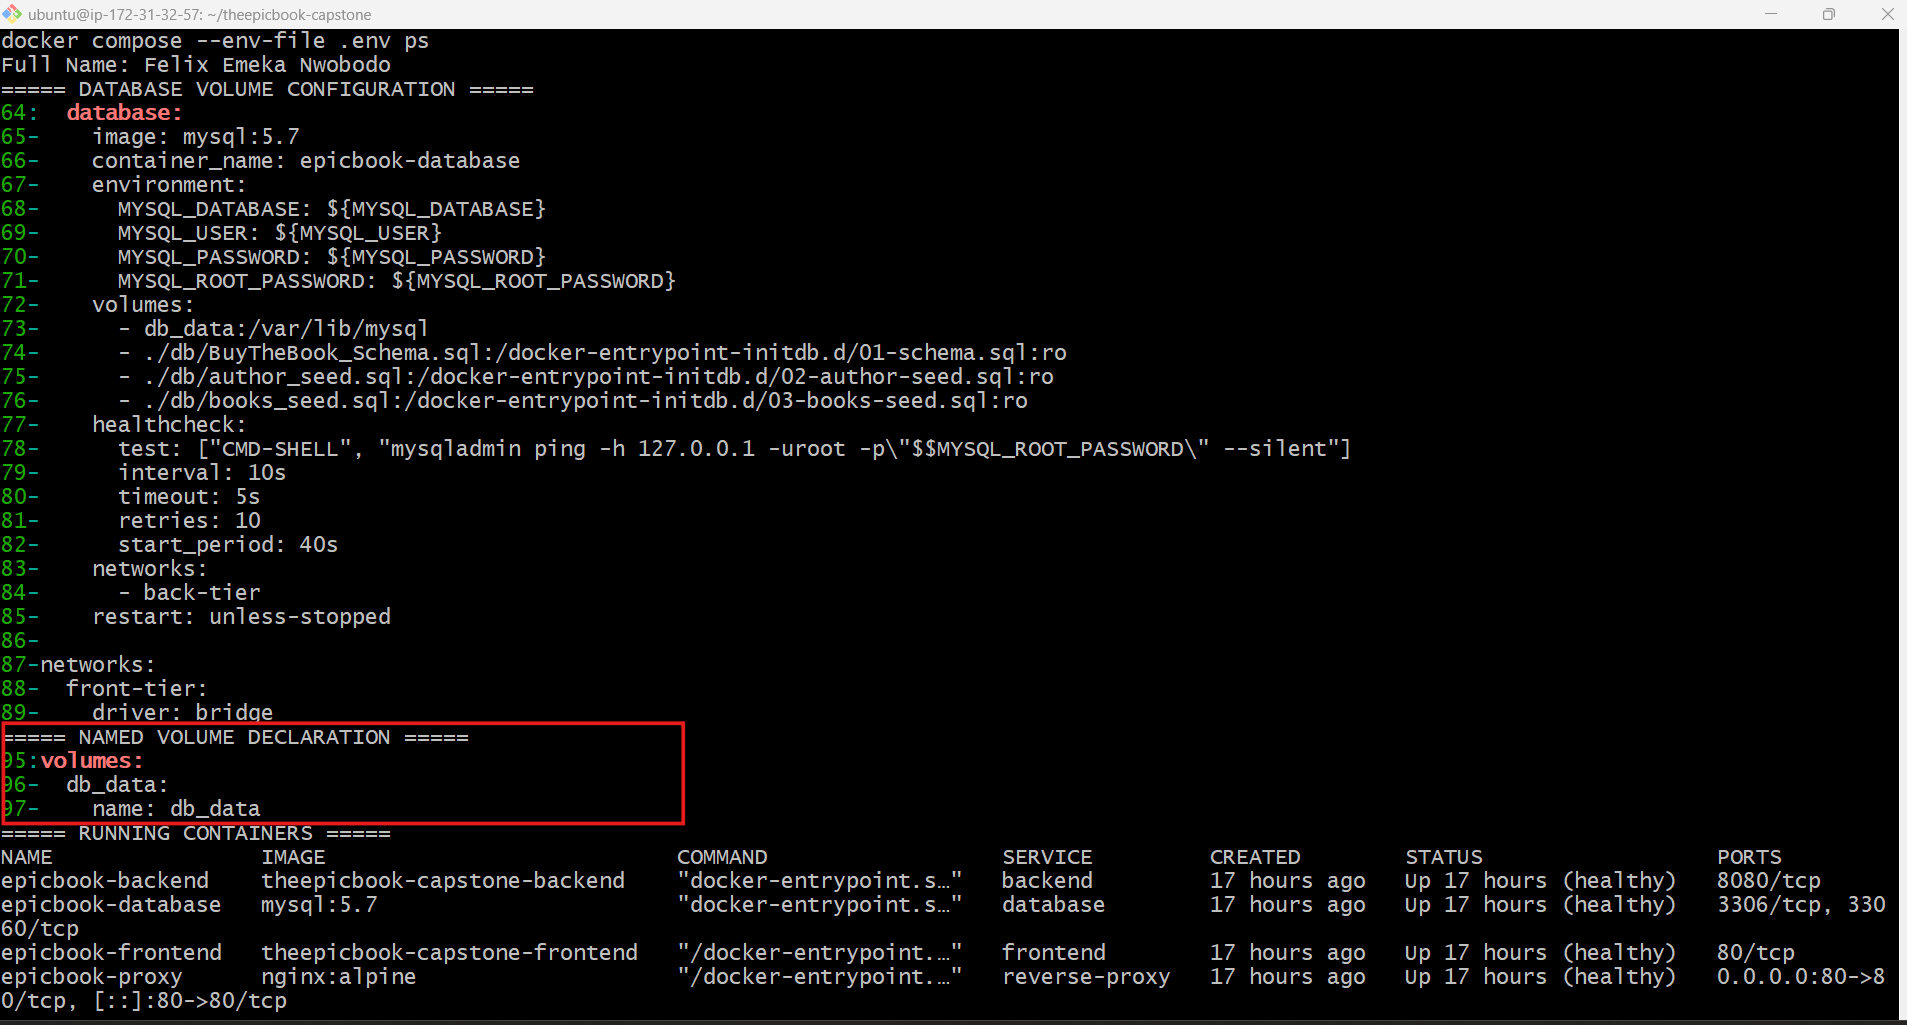 ubuntu@ip-172-31-32-57: ~/theepicbook-capstone
docker compose --env-file .env ps
Full Name: Felix Emeka Nwobodo
===== DATABASE VOLUME CONFIGURATION =====
64:  database:
65-    image: mysql:5.7
66-    container_name: epicbook-database
67-    environment:
68-      MYSQL_DATABASE: ${MYSQL_DATABASE}
69-      MYSQL_USER: ${MYSQL_USER}
70-      MYSQL_PASSWORD: ${MYSQL_PASSWORD}
71-      MYSQL_ROOT_PASSWORD: ${MYSQL_ROOT_PASSWORD}
72-    volumes:
73-      - db_data:/var/lib/mysql
74-      - ./db/BuyTheBook_Schema.sql:/docker-entrypoint-initdb.d/01-schema.sql:ro
75-      - ./db/author_seed.sql:/docker-entrypoint-initdb.d/02-author-seed.sql:ro
76-      - ./db/books_seed.sql:/docker-entrypoint-initdb.d/03-books-seed.sql:ro
77-    healthcheck:
78-      test: ["CMD-SHELL", "mysqladmin ping -h 127.0.0.1 -uroot -p\"$$MYSQL_ROOT_PASSWORD\" --silent"]
79-      interval: 10s
80-      timeout: 5s
81-      retries: 10
82-      start_period: 40s
83-    networks:
84-      - back-tier
85-    restart: unless-stopped
86-
87-networks:
88-  front-tier:
89-    driver: bridge
===== NAMED VOLUME DECLARATION =====
95:volumes:
96-  db_data:
97-    name: db_data
===== RUNNING CONTAINERS =====
NAME                IMAGE                           COMMAND                  SERVICE         CREATED        STATUS                  PORTS
epicbook-backend    theepicbook-capstone-backend    "docker-entrypoint.s…"   backend         17 hours ago   Up 17 hours (healthy)   8080/tcp
epicbook-database   mysql:5.7                       "docker-entrypoint.s…"   database        17 hours ago   Up 17 hours (healthy)   3306/tcp, 330
60/tcp
epicbook-frontend   theepicbook-capstone-frontend   "/docker-entrypoint.…"   frontend        17 hours ago   Up 17 hours (healthy)   80/tcp
epicbook-proxy      nginx:alpine                    "/docker-entrypoint.…"   reverse-proxy   17 hours ago   Up 17 hours (healthy)   0.0.0.0:80->8
0/tcp, [::]:80->80/tcp